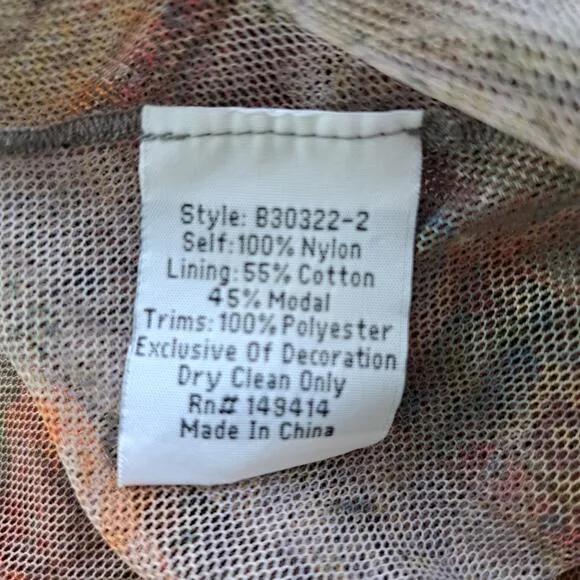 Style: B30322-2
Self:100% Nylon
Lining:55% Cotton
45% Modal
Trims:100% Polyester
Exclusive Of Decoration
Dry Clean Only
Rn# 149414
Made In China